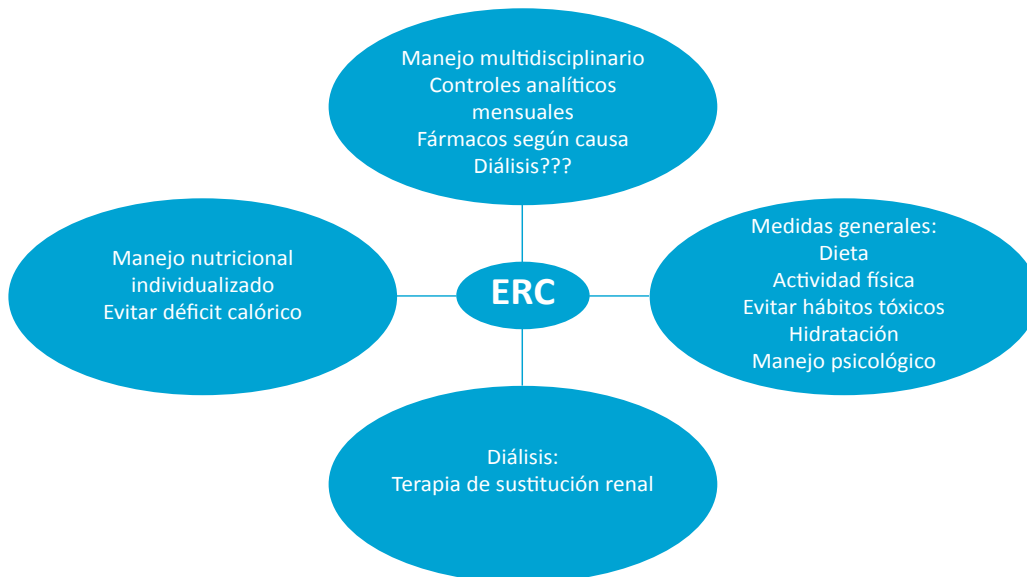 Manejo multidisciplinario
Controles analíticos
mensuales
Fármacos según causa
Diálisis???
Manejo nutricional
individualizado
Evitar déficit calórico
ERC
Medidas generales:
Dieta
Actividad física
Evitar hábitos tóxicos
Hidratación
Manejo psicológico
Diálisis:
Terapia de sustitución renal